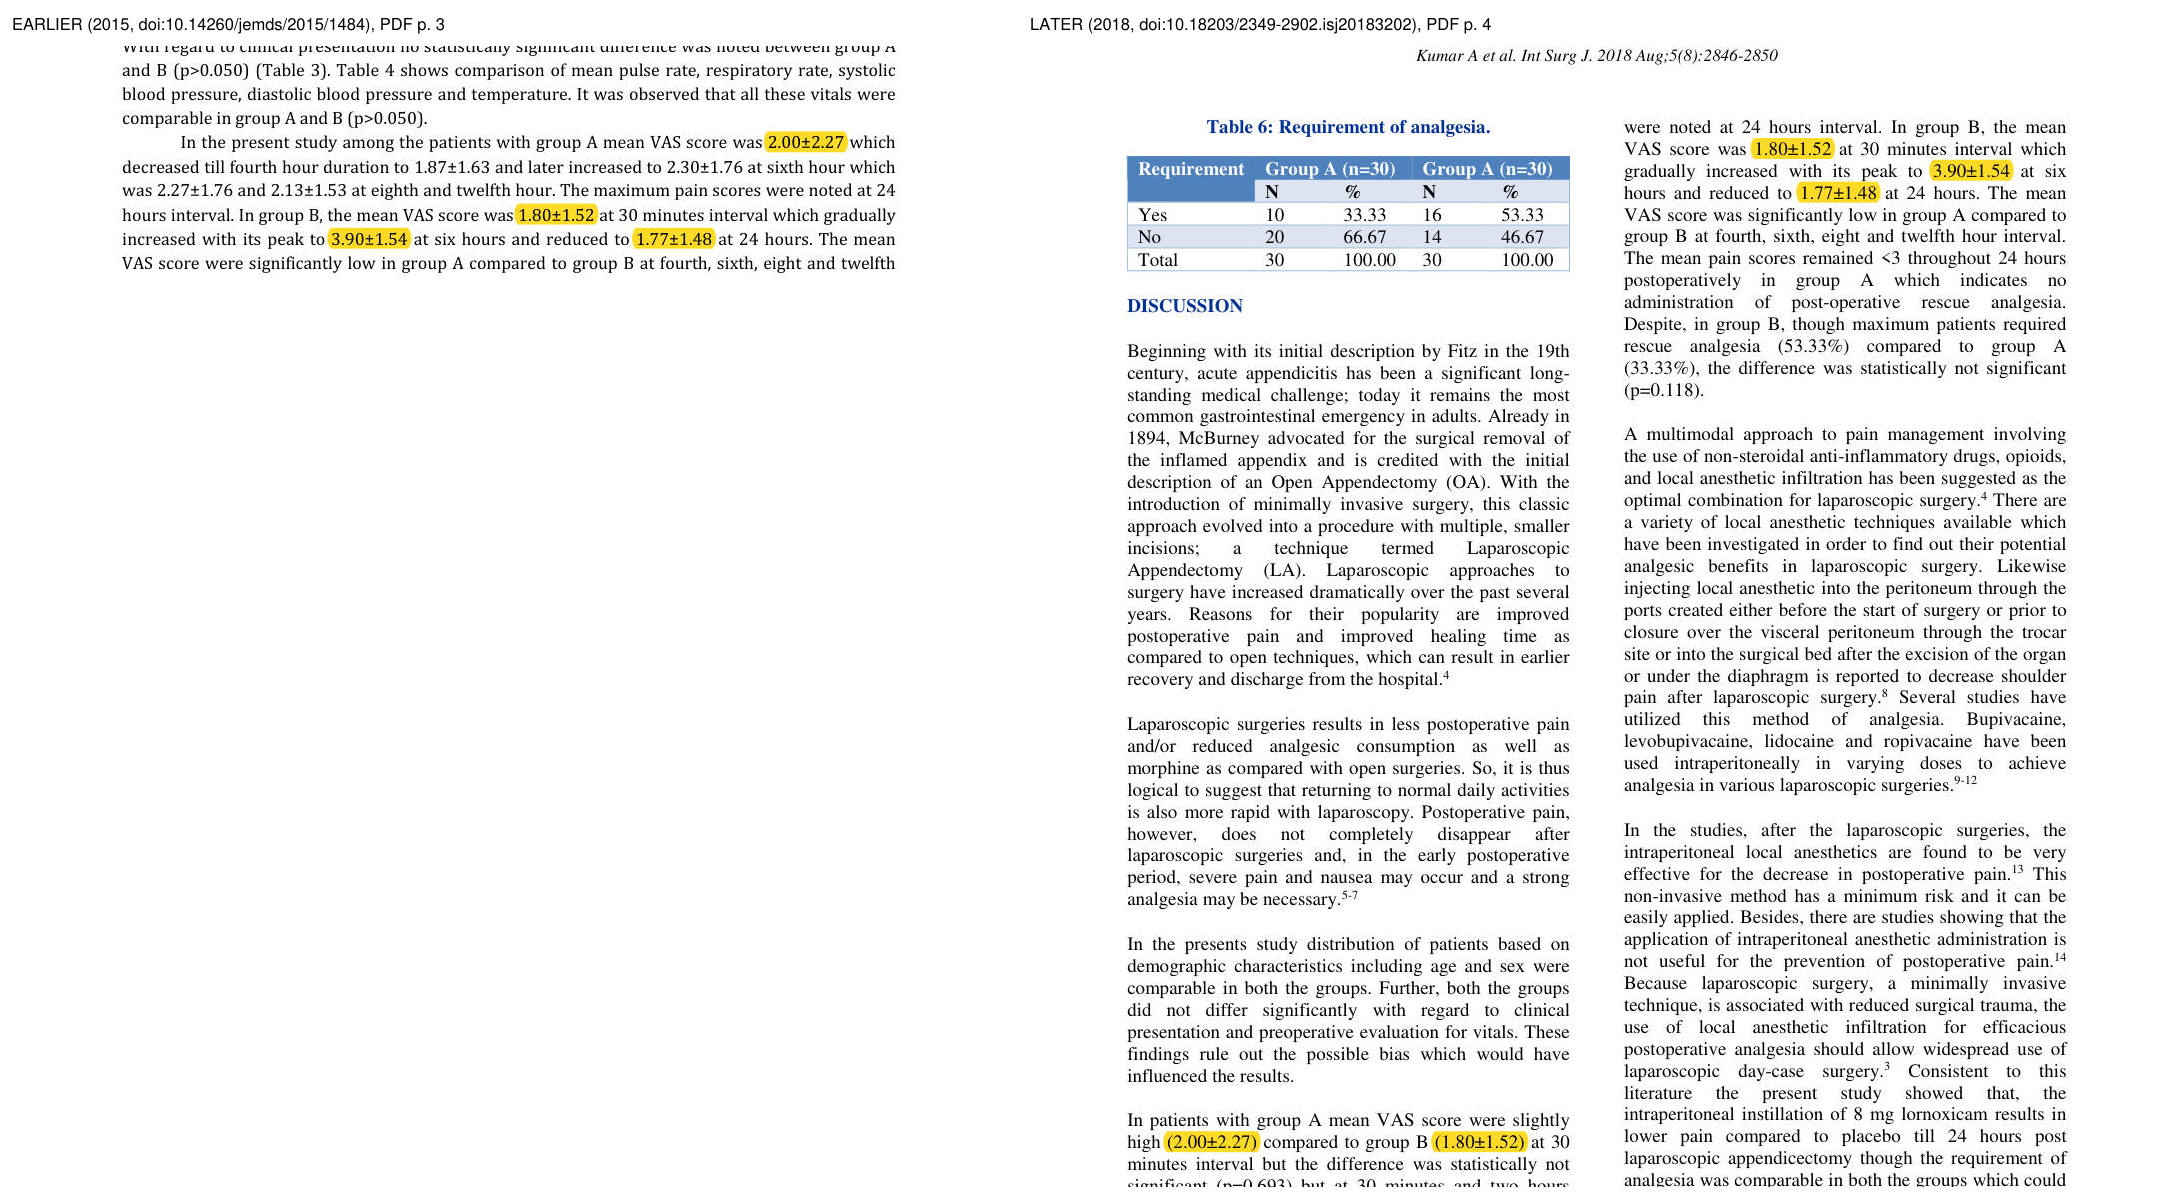 EARLIER (2015, doi:10.14260/jemds/2015/1484), PDF p. 3
With regard to clinical presentation no statistically significant difference was noted between group A
and B (p>0.050) (Table 3). Table 4 shows comparison of mean pulse rate, respiratory rate, systolic
blood pressure, diastolic blood pressure and temperature. It was observed that all these vitals were
comparable in group A and B (p>0.050).
In the present study among the patients with group A mean VAS score was 2.00±2.27 which
decreased till fourth hour duration to 1.87±1.63 and later increased to 2.30±1.76 at sixth hour which
was 2.27±1.76 and 2.13±1.53 at eighth and twelfth hour. The maximum pain scores were noted at 24
hours interval. In group B, the mean VAS score was 1.80±1.52 at 30 minutes interval which gradually
increased with its peak to 3.90±1.54 at six hours and reduced to 1.77±1.48 at 24 hours. The mean
VAS score were significantly low in group A compared to group B at fourth, sixth, eight and twelfth
LATER (2018, doi:10.18203/2349-2902.isj20183202), PDF p. 4
Kumar A et al. Int Surg J. 2018 Aug;5(8):2846-2850
Table 6: Requirement of analgesia.
Requirement Group A (n=30) Group A (n=30)
N % N %
Yes 10 33.33 16 53.33
No 20 66.67 14 46.67
Total 30 100.00 30 100.00
DISCUSSION
Beginning with its initial description by Fitz in the 19th
century, acute appendicitis has been a significant long-
standing medical challenge; today it remains the most
common gastrointestinal emergency in adults. Already in
1894, McBurney advocated for the surgical removal of
the inflamed appendix and is credited with the initial
description of an Open Appendectomy (OA). With the
introduction of minimally invasive surgery, this classic
approach evolved into a procedure with multiple, smaller
incisions; a technique termed Laparoscopic
Appendectomy (LA). Laparoscopic approaches to
surgery have increased dramatically over the past several
years. Reasons for their popularity are improved
postoperative pain and improved healing time as
compared to open techniques, which can result in earlier
recovery and discharge from the hospital.4
Laparoscopic surgeries results in less postoperative pain
and/or reduced analgesic consumption as well as
morphine as compared with open surgeries. So, it is thus
logical to suggest that returning to normal daily activities
is also more rapid with laparoscopy. Postoperative pain,
however, does not completely disappear after
laparoscopic surgeries and, in the early postoperative
period, severe pain and nausea may occur and a strong
analgesia may be necessary.5-7
In the presents study distribution of patients based on
demographic characteristics including age and sex were
comparable in both the groups. Further, both the groups
did not differ significantly with regard to clinical
presentation and preoperative evaluation for vitals. These
findings rule out the possible bias which would have
influenced the results.
In patients with group A mean VAS score were slightly
high (2.00±2.27) compared to group B (1.80±1.52) at 30
minutes interval but the difference was statistically not
significant (p=0.693) but at 30 minutes and two hours
were noted at 24 hours interval. In group B, the mean
VAS score was 1.80±1.52 at 30 minutes interval which
gradually increased with its peak to 3.90±1.54 at six
hours and reduced to 1.77±1.48 at 24 hours. The mean
VAS score was significantly low in group A compared to
group B at fourth, sixth, eight and twelfth hour interval.
The mean pain scores remained <3 throughout 24 hours
postoperatively in group A which indicates no
administration of post-operative rescue analgesia.
Despite, in group B, though maximum patients required
rescue analgesia (53.33%) compared to group A
(33.33%), the difference was statistically not significant
(p=0.118).
A multimodal approach to pain management involving
the use of non-steroidal anti-inflammatory drugs, opioids,
and local anesthetic infiltration has been suggested as the
optimal combination for laparoscopic surgery.4 There are
a variety of local anesthetic techniques available which
have been investigated in order to find out their potential
analgesic benefits in laparoscopic surgery. Likewise
injecting local anesthetic into the peritoneum through the
ports created either before the start of surgery or prior to
closure over the visceral peritoneum through the trocar
site or into the surgical bed after the excision of the organ
or under the diaphragm is reported to decrease shoulder
pain after laparoscopic surgery.8 Several studies have
utilized this method of analgesia. Bupivacaine,
levobupivacaine, lidocaine and ropivacaine have been
used intraperitoneally in varying doses to achieve
analgesia in various laparoscopic surgeries.9-12
In the studies, after the laparoscopic surgeries, the
intraperitoneal local anesthetics are found to be very
effective for the decrease in postoperative pain.13 This
non-invasive method has a minimum risk and it can be
easily applied. Besides, there are studies showing that the
application of intraperitoneal anesthetic administration is
not useful for the prevention of postoperative pain.14
Because laparoscopic surgery, a minimally invasive
technique, is associated with reduced surgical trauma, the
use of local anesthetic infiltration for efficacious
postoperative analgesia should allow widespread use of
laparoscopic day-case surgery.3 Consistent to this
literature the present study showed that, the
intraperitoneal instillation of 8 mg lornoxicam results in
lower pain compared to placebo till 24 hours post
laparoscopic appendicectomy though the requirement of
analgesia was comparable in both the groups which could